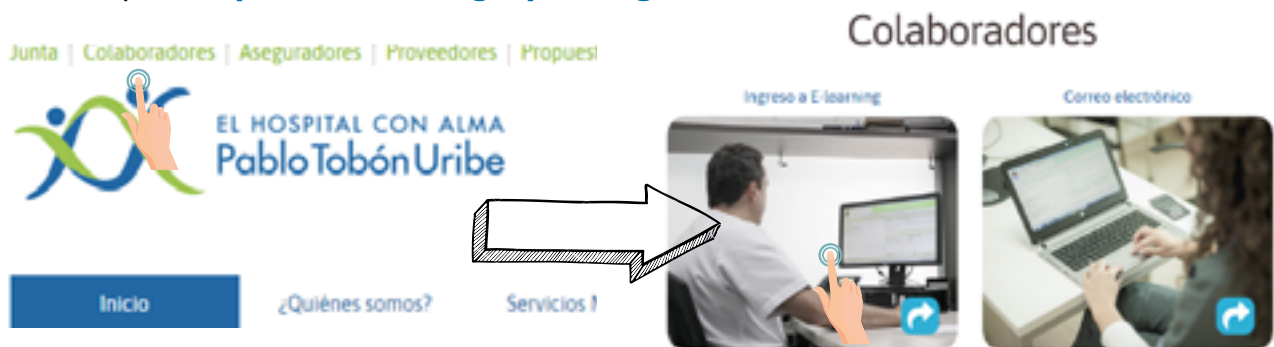 Junta | Colaboradores | Aseguradores | Proveedores |
EL HOSPITAL CON ALMA
Pablo Tobón Uribe
Inicio ¿Quiénes somos? Servicios
Colaboradores
Ingreso a E-learning
Correo electrónico